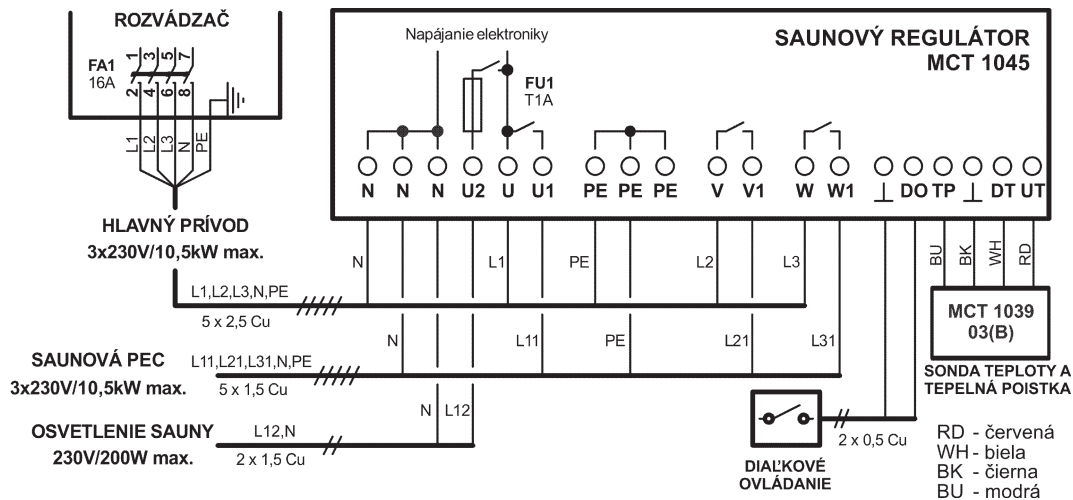 ROZVÁDZAČ
FA1
16A
1 3 5 7
2 4 6 8
L1 L2 L3 N PE
HLAVNÝ PRÍVOD
3x230V/10,5kW max.
Napájanie elektroniky
SAUNOVÝ REGULÁTOR
MCT 1045
FU1
T1A
N N N U2 U U1 PE PE PE V V1 W W1 ⊥ DO TP ⊥ DT UT
N L1 PE L2 L3
BU BK WH RD
L1,L2,L3,N,PE
5 x 2,5 Cu
MCT 1039
03(B)
SONDA TEPLOTY A
TEPELNÁ POISTKA
N L11 PE L21 L31
SAUNOVÁ PEC
3x230V/10,5kW max.
L11,L21,L31,N,PE
5 x 1,5 Cu
N L12
OSVETLENIE SAUNY
230V/200W max.
L12,N
2 x 1,5 Cu
2 x 0,5 Cu
DIAĽKOVÉ
OVLÁDANIE
RD - červená
WH - biela
BK - čierna
BU - modrá